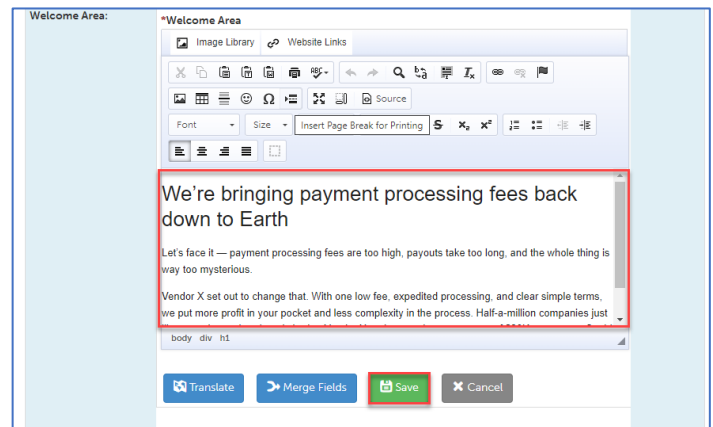 Welcome Area:
*Welcome Area
Image Library Website Links
Source
Font Size Insert Page Break for Printing
We're bringing payment processing fees back
down to Earth
Let's face it — payment processing fees are too high, payouts take too long, and the whole thing is
way too mysterious.
Vendor X set out to change that. With one low fee, expedited processing, and clear simple terms,
we put more profit in your pocket and less complexity in the process. Half-a-million companies just
body div h1
Translate Merge Fields Save Cancel